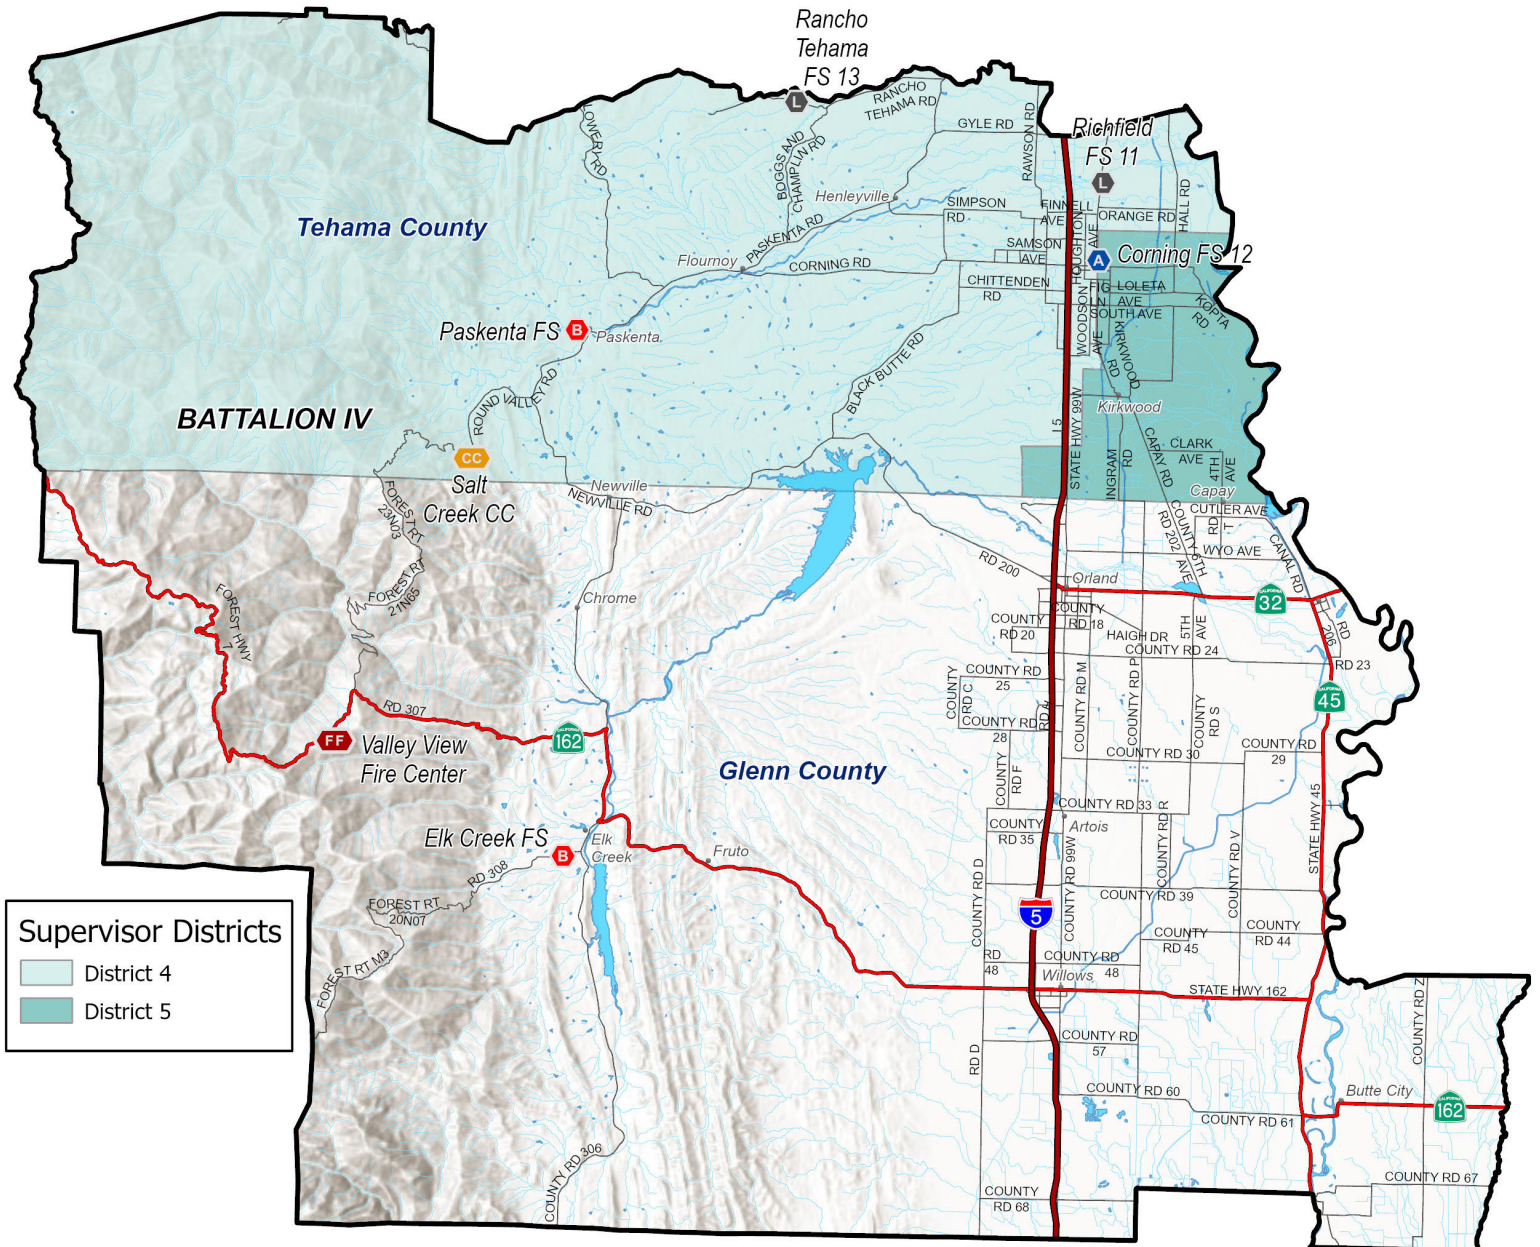 Rancho
Tehama
FS 13
L
RANCHO
TEHAMA RD
LOWERY RD
BOGGS AND
CHAMPLIN RD
GYLE RD
RAWSON RD
Richfield
FS 11
L
Henleyville
SIMPSON
RD
FINNELL
AVE
ORANGE RD
HALL RD
Tehama County
PASKENTA RD
Flournoy
CORNING RD
SAMSON
AVE
HOUGHTON
AVE
A
Corning FS 12
CHITTENDEN
RD
FIG
LN
LOLETA
AVE
SOUTH AVE
KOPTA
RD
WOODSON
AVE
KIRKWOOD
RD
Paskenta FS
B
Paskenta
BLACK BUTTE RD
ROUND VALLEY RD
Kirkwood
BATTALION IV
I 5
STATE HWY 99W
INGRAM
RD
CAPAY RD
CLARK
AVE
4TH
AVE
CC
Salt
Creek CC
Newville
NEWVILLE RD
Capay
CUTLER AVE
FOREST RT
23N03
RD 202
COUNTY
6TH
AVE
RD
T
WYO AVE
CANAL RD
RD 200
Orland
FOREST RT
21N65
Chrome
FOREST HWY
7
CALIFORNIA
32
COUNTY
RD 18
COUNTY
RD 20
HAIGH DR
5TH
AVE
COUNTY RD 24
RD
206
RD 23
COUNTY RD
25
COUNTY
RD C
COUNTY RD M
COUNTY RD P
COUNTY
RD S
CALIFORNIA
45
RD 307
CALIFORNIA
162
COUNTY RD
28
RD H
COUNTY RD 30
COUNTY RD
29
FF
Valley View
Fire Center
Glenn County
COUNTY
RD F
COUNTY RD 33
COUNTY RD R
STATE HWY 45
Elk Creek FS
B
Elk
Creek
Fruto
COUNTY
RD 35
Artois
COUNTY RD V
RD 308
COUNTY RD D
COUNTY RD 99W
COUNTY RD 39
FOREST RT
20N07
5
COUNTY
RD 45
COUNTY
RD 44
FOREST RT M3
RD
48
COUNTY RD
48
Willows
STATE HWY 162
COUNTY RD Z
Supervisor Districts
District 4
District 5
RD D
COUNTY RD
57
COUNTY RD 60
COUNTY RD 61
Butte City
CALIFORNIA
162
COUNTY RD 306
COUNTY
RD 68
COUNTY RD 67